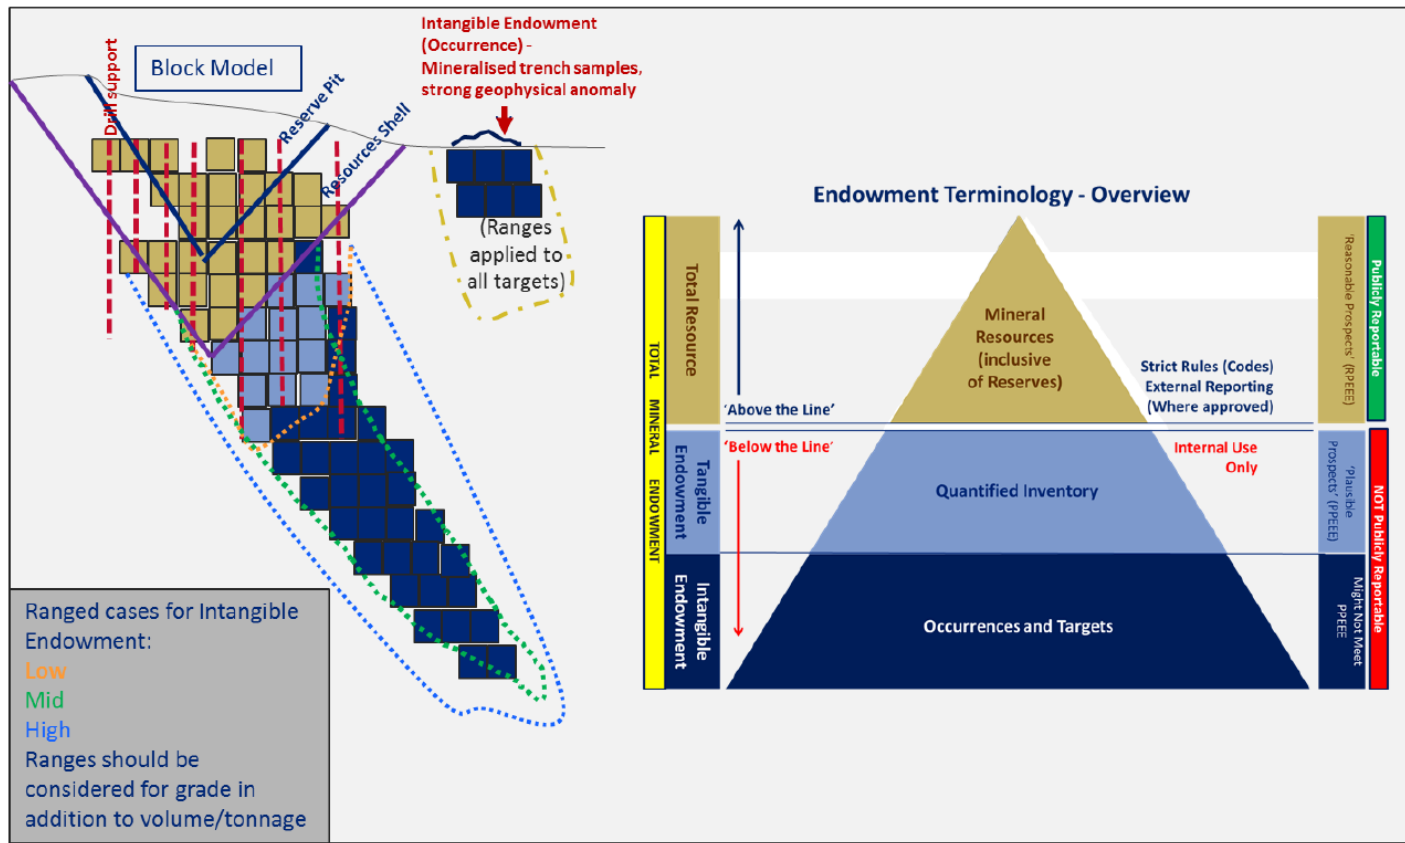 Block Model
Drill support
Reserve Pit
Resources Shell
Intangible Endowment
(Occurrence) -
Mineralised trench samples,
strong geophysical anomaly
(Ranges
applied to
all targets)
Ranged cases for Intangible
Endowment:
Low
Mid
High
Ranges should be
considered for grade in
addition to volume/tonnage
Endowment Terminology - Overview
TOTAL MINERAL ENDOWMENT
Total Resource
Tangible
Endowment
Intangible
Endowment
'Above the Line'
'Below the Line'
Mineral
Resources
(inclusive
of Reserves)
Quantified Inventory
Occurrences and Targets
Strict Rules (Codes)
External Reporting
(Where approved)
Internal Use
Only
'Reasonable Prospects' (RPEEE)
'Plausible
Prospects' (PPEEE)
Might Not Meet
PPEEE
Publicly Reportable
NOT Publicly Reportable